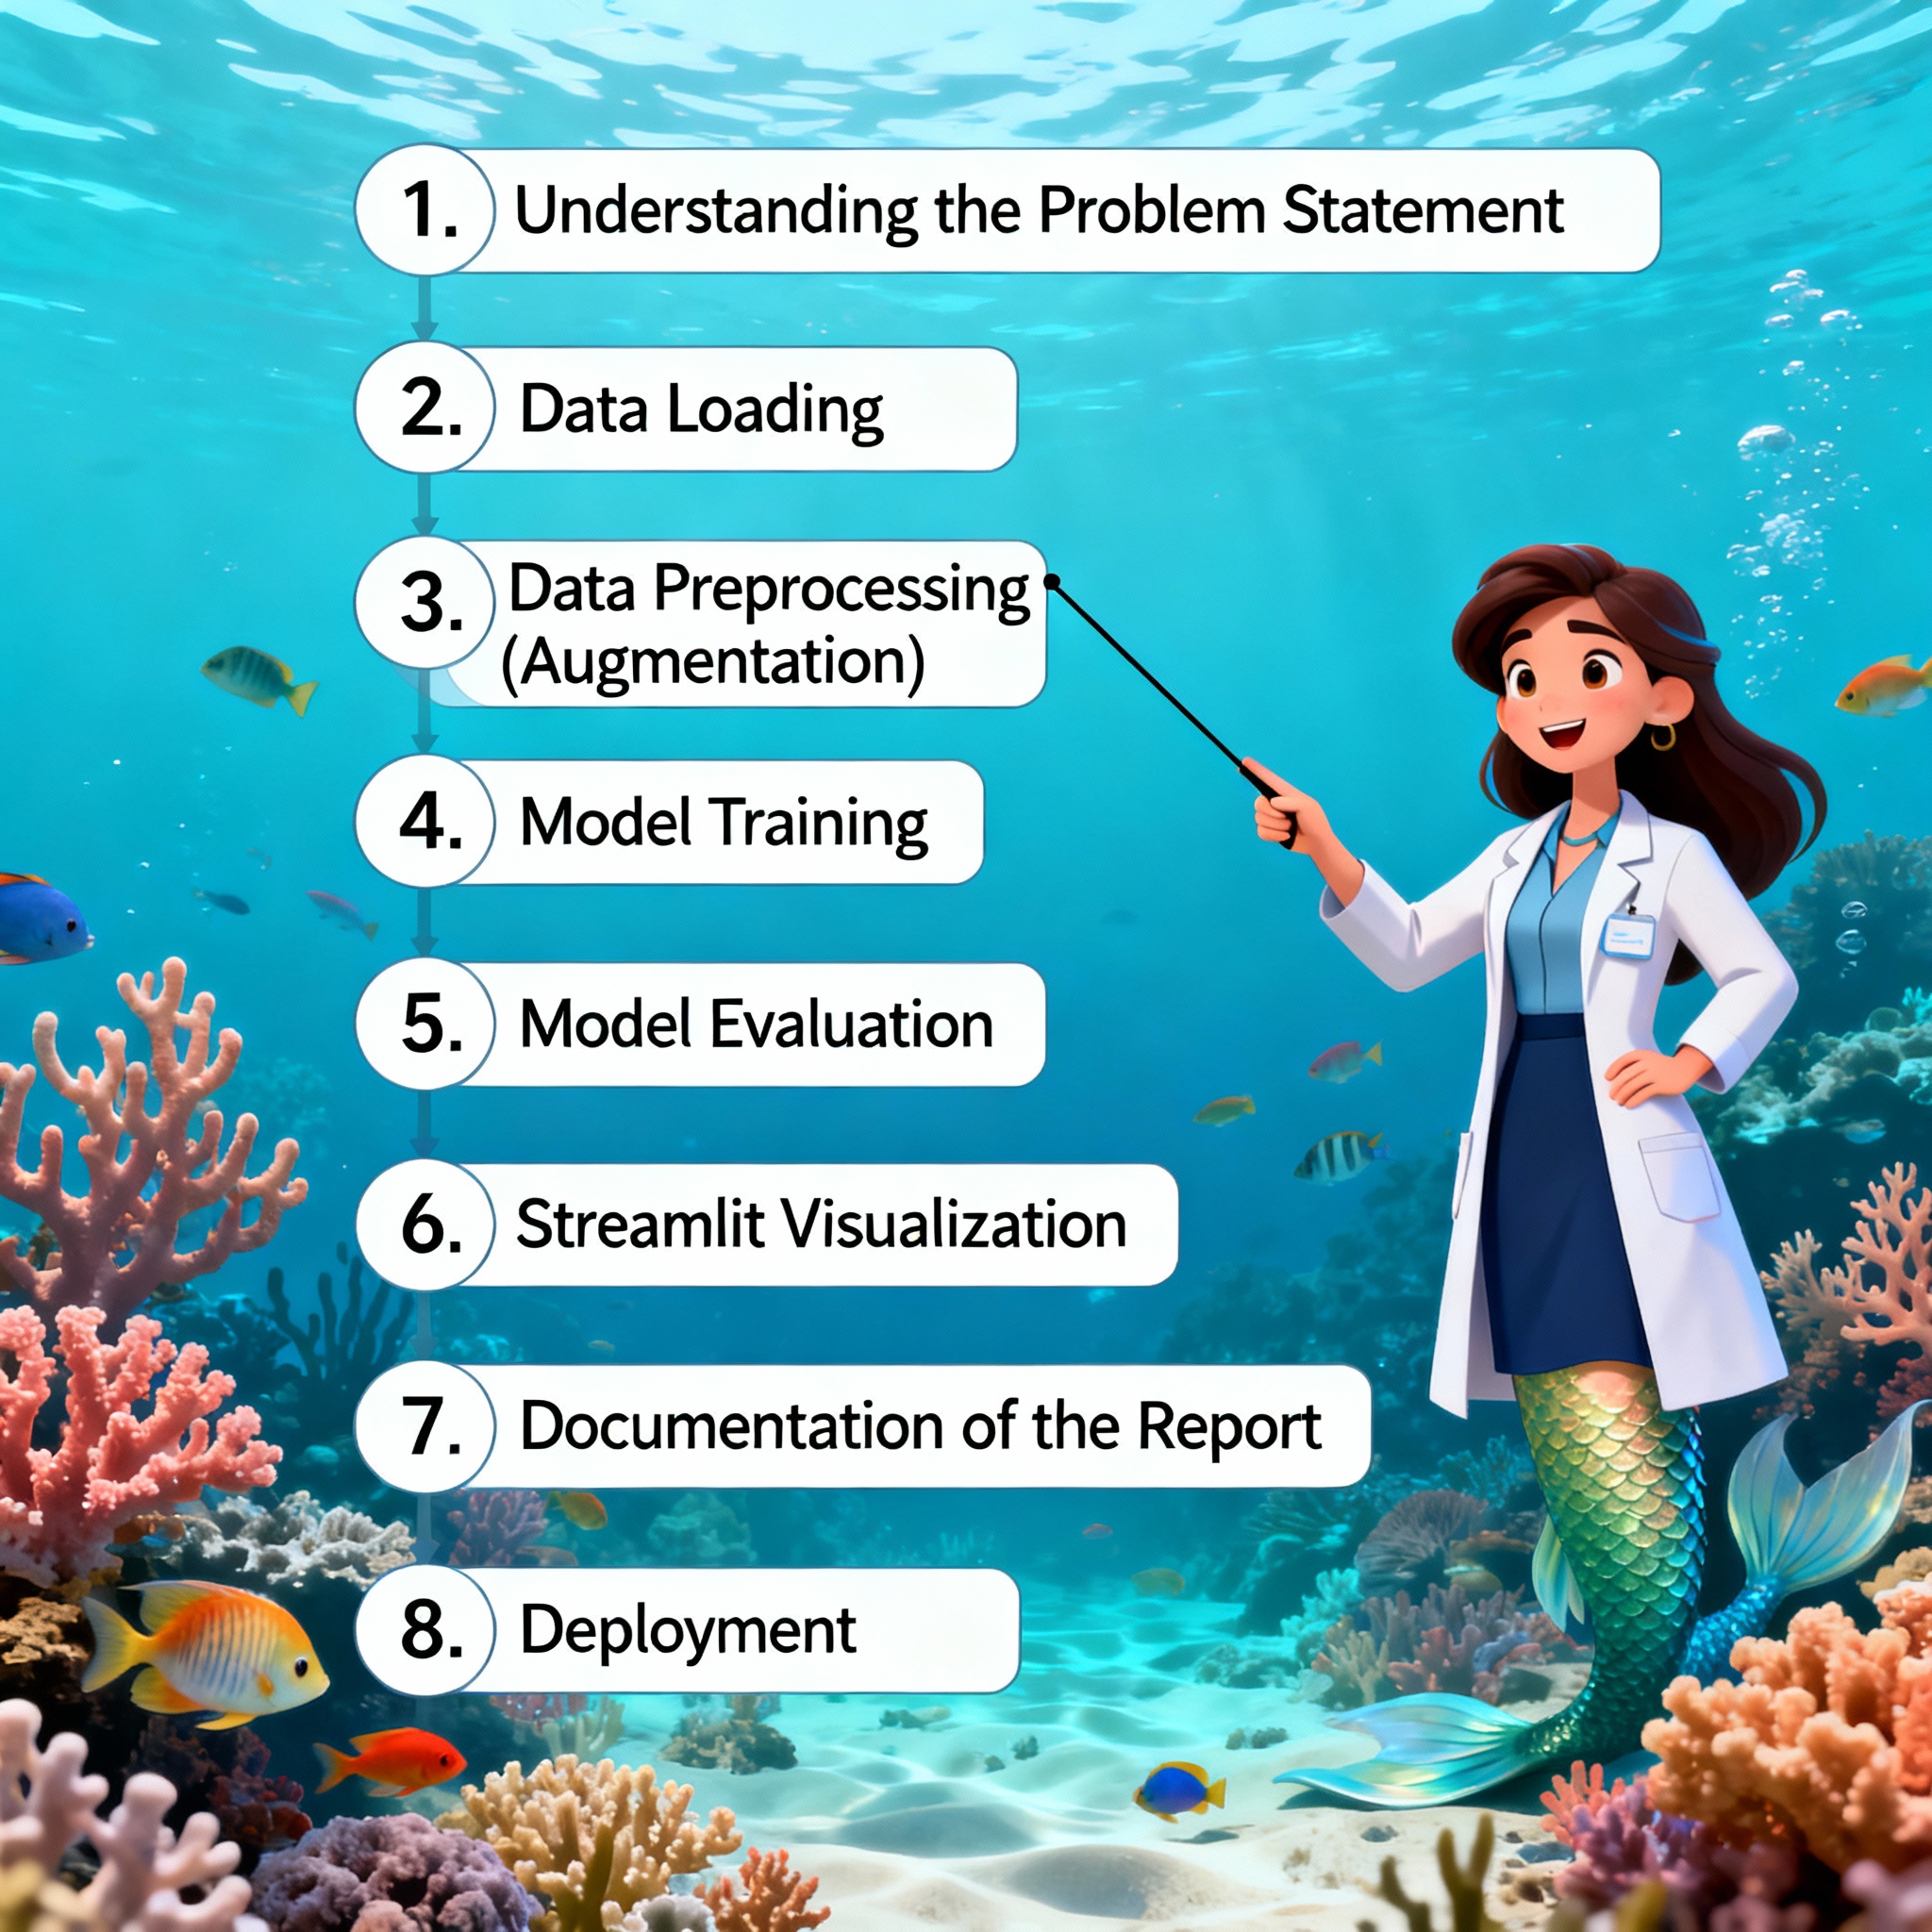 1. Understanding the Problem Statement
2. Data Loading
3. Data Preprocessing
(Augmentation)
4. Model Training
5. Model Evaluation
6. Streamlit Visualization
7. Documentation of the Report
8. Deployment